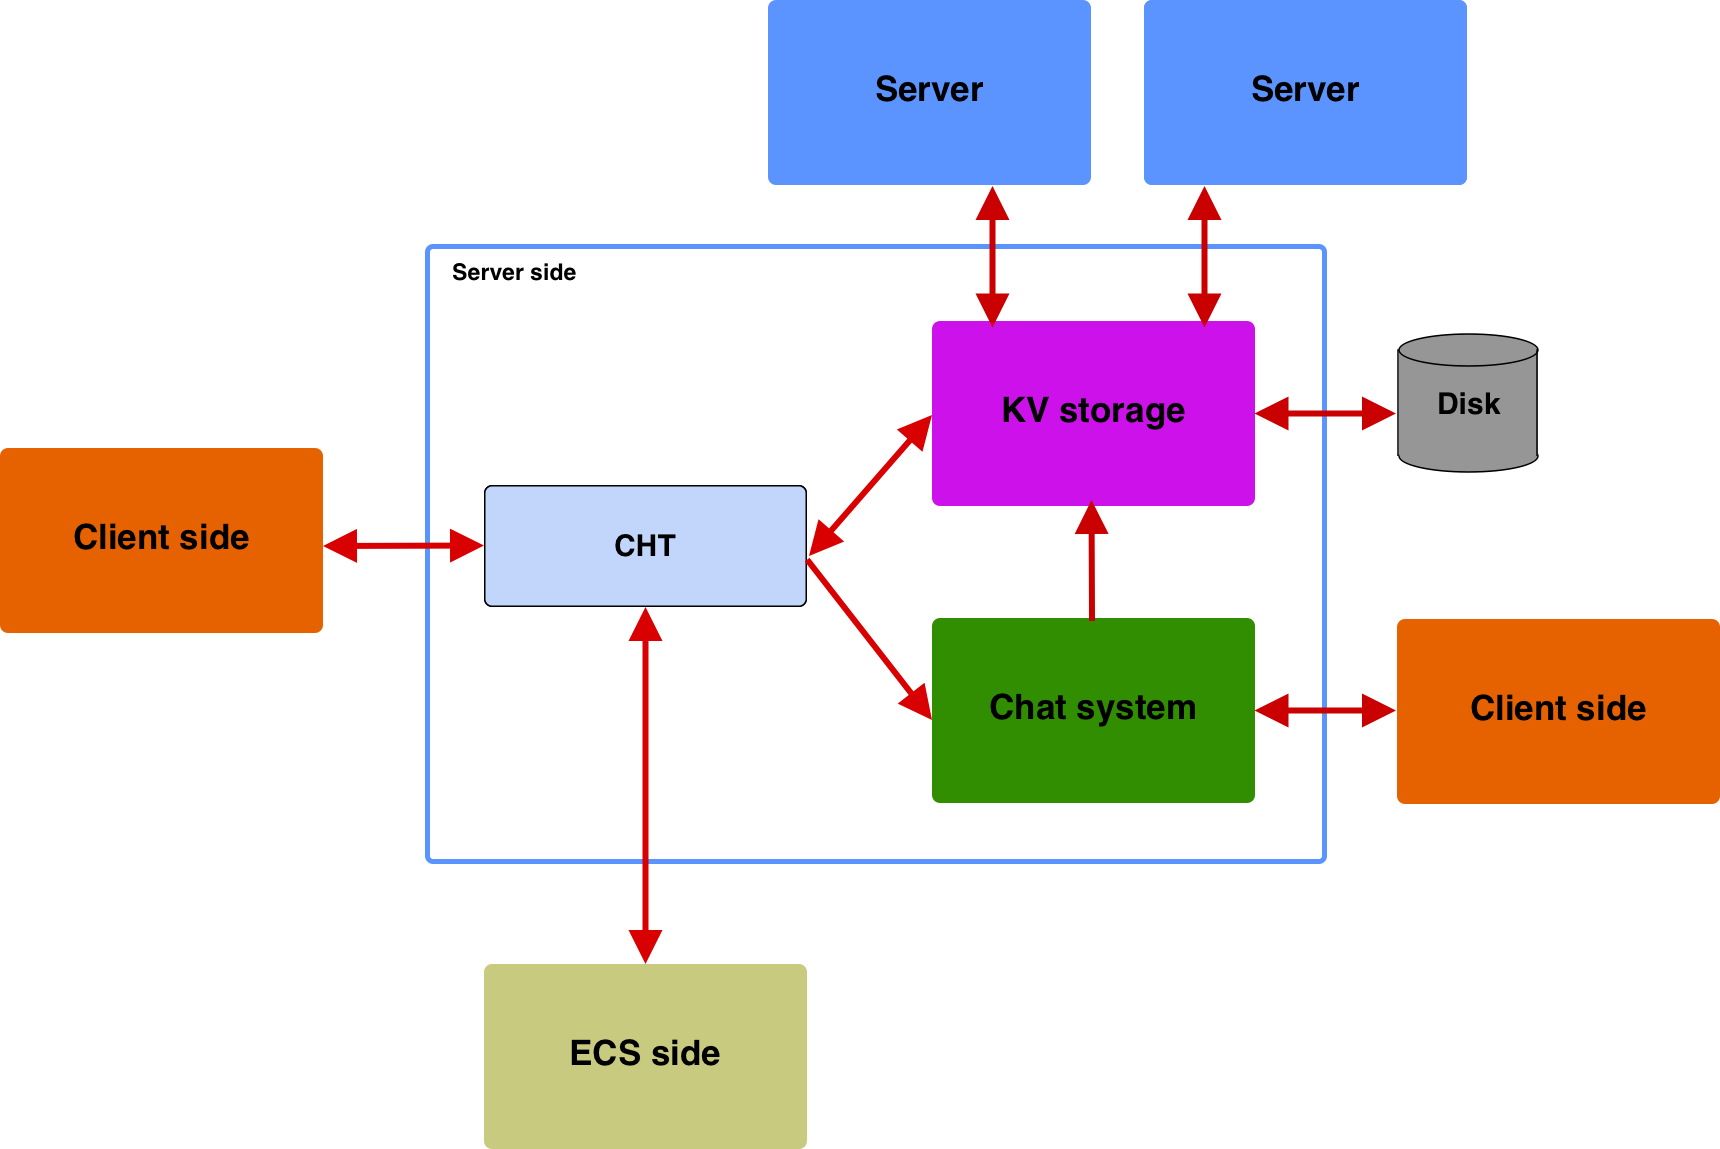 Server
Server
Server side
KV storage
Disk
Client side
CHT
Chat system
Client side
ECS side